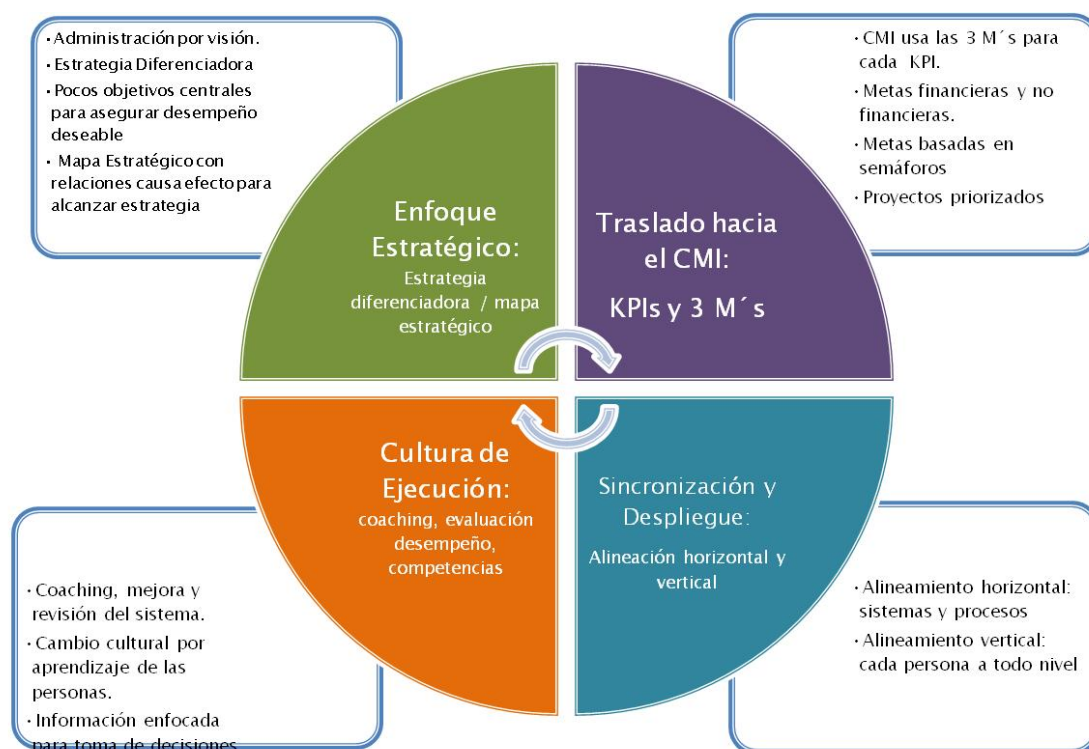 · Administración por visión.
· Estrategia Diferenciadora
· Pocos objetivos centrales
para asegurar desempeño
deseable
· Mapa Estratégico con
relaciones causa efecto para
alcanzar estrategia
· CMI usa las 3 M´s para
cada KPI.
· Metas financieras y no
financieras.
· Metas basadas en
semáforos
· Proyectos priorizados
Enfoque
Estratégico:
Estrategia
diferenciadora / mapa
estratégico
Traslado hacia
el CMI:
KPIs y 3 M´s
Cultura de
Ejecución:
coaching, evaluación
desempeño,
competencias
Sincronización y
Despliegue:
Alineación horizontal y
vertical
· Coaching, mejora y
revisión del sistema.
· Cambio cultural por
aprendizaje de las
personas.
· Información enfocada
para toma de decisiones
· Alineamiento horizontal:
sistemas y procesos
· Alineamiento vertical:
cada persona a todo nivel